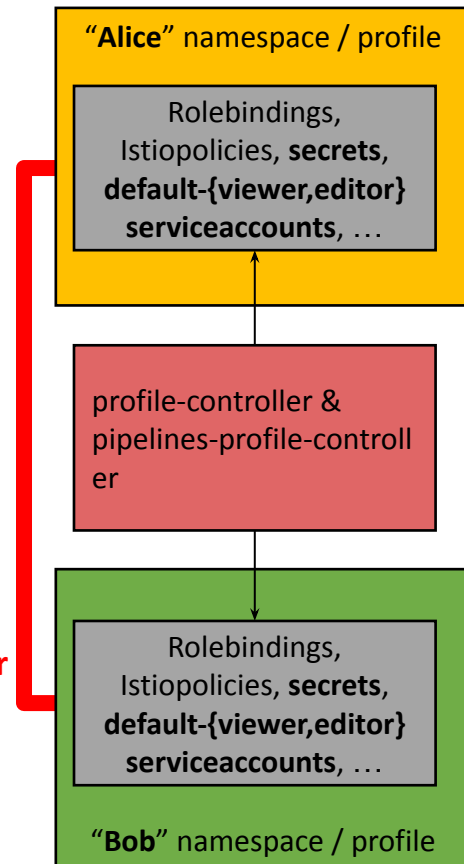 “Alice” namespace / profile
Rolebindings,
Istiopolicies, secrets,
default-{viewer,editor}
serviceaccounts, …
profile-controller &
pipelines-profile-controll
er
r
Rolebindings,
Istiopolicies, secrets,
default-{viewer,editor}
serviceaccounts, …
“Bob” namespace / profile